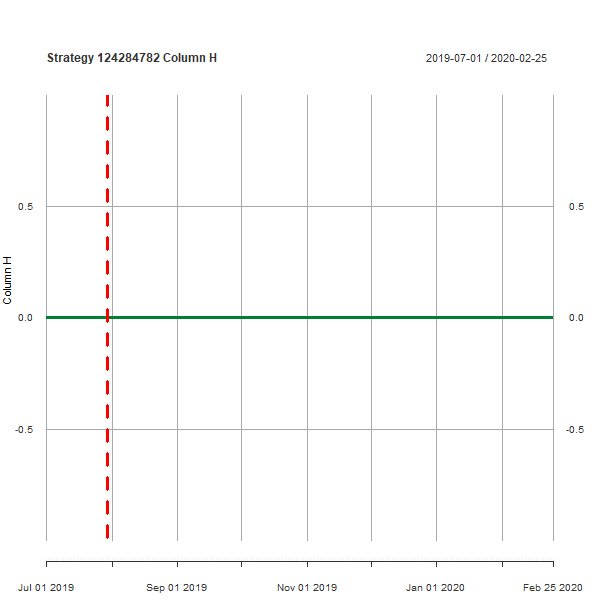 Strategy 124284782 Column H
2019-07-01 / 2020-02-25
0.5
0.5
Column H
0.0
0.0
-0.5
-0.5
Jul 01 2019
Sep 01 2019
Nov 01 2019
Jan 01 2020
Feb 25 2020